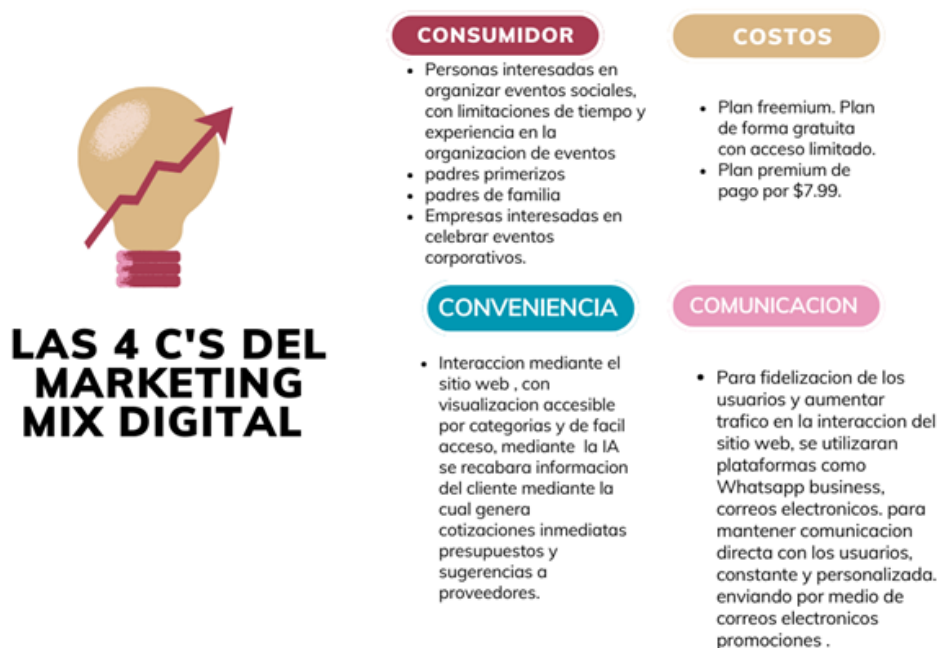 LAS 4 C'S DEL
MARKETING
MIX DIGITAL
CONSUMIDOR
• Personas interesadas en
organizar eventos sociales,
con limitaciones de tiempo y
experiencia en la
organizacion de eventos
• padres primerizos
• padres de familia
• Empresas interesadas en
celebrar eventos
corporativos.
COSTOS
• Plan freemium. Plan
de forma gratuita
con acceso limitado.
• Plan premium de
pago por $7.99.
CONVENIENCIA
• Interaccion mediante el
sitio web , con
visualizacion accesible
por categorias y de facil
acceso, mediante la IA
se recabara informacion
del cliente mediante la
cual genera
cotizaciones inmediatas
presupuestos y
sugerencias a
proveedores.
COMUNICACION
• Para fidelizacion de los
usuarios y aumentar
trafico en la interaccion del
sitio web, se utilizaran
plataformas como
Whatsapp business,
correos electronicos. para
mantener comunicacion
directa con los usuarios,
constante y personalizada.
enviando por medio de
correos electronicos
promociones .